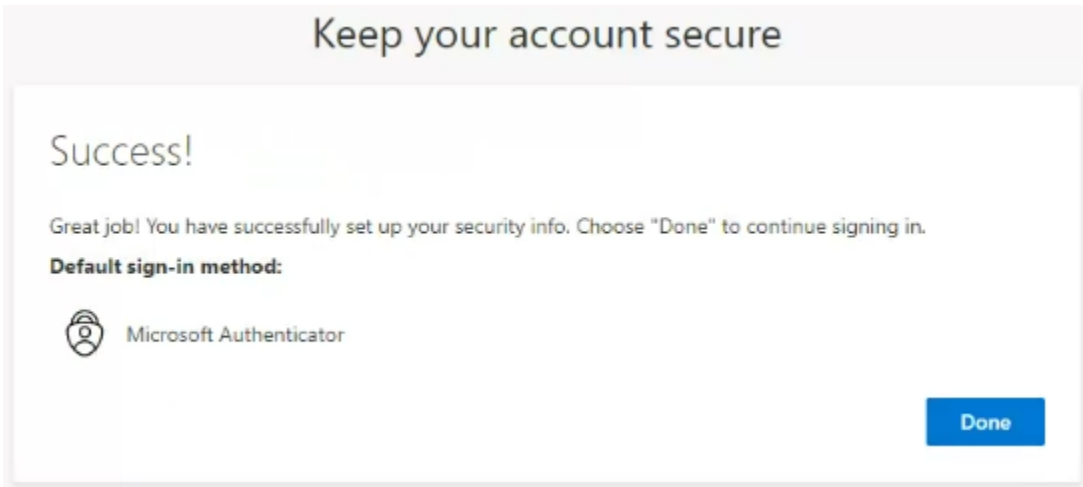 Keep your account secure
Success!
Great job! You have successfully set up your security info. Choose "Done" to continue signing in.
Default sign-in method:
Microsoft Authenticator
Done